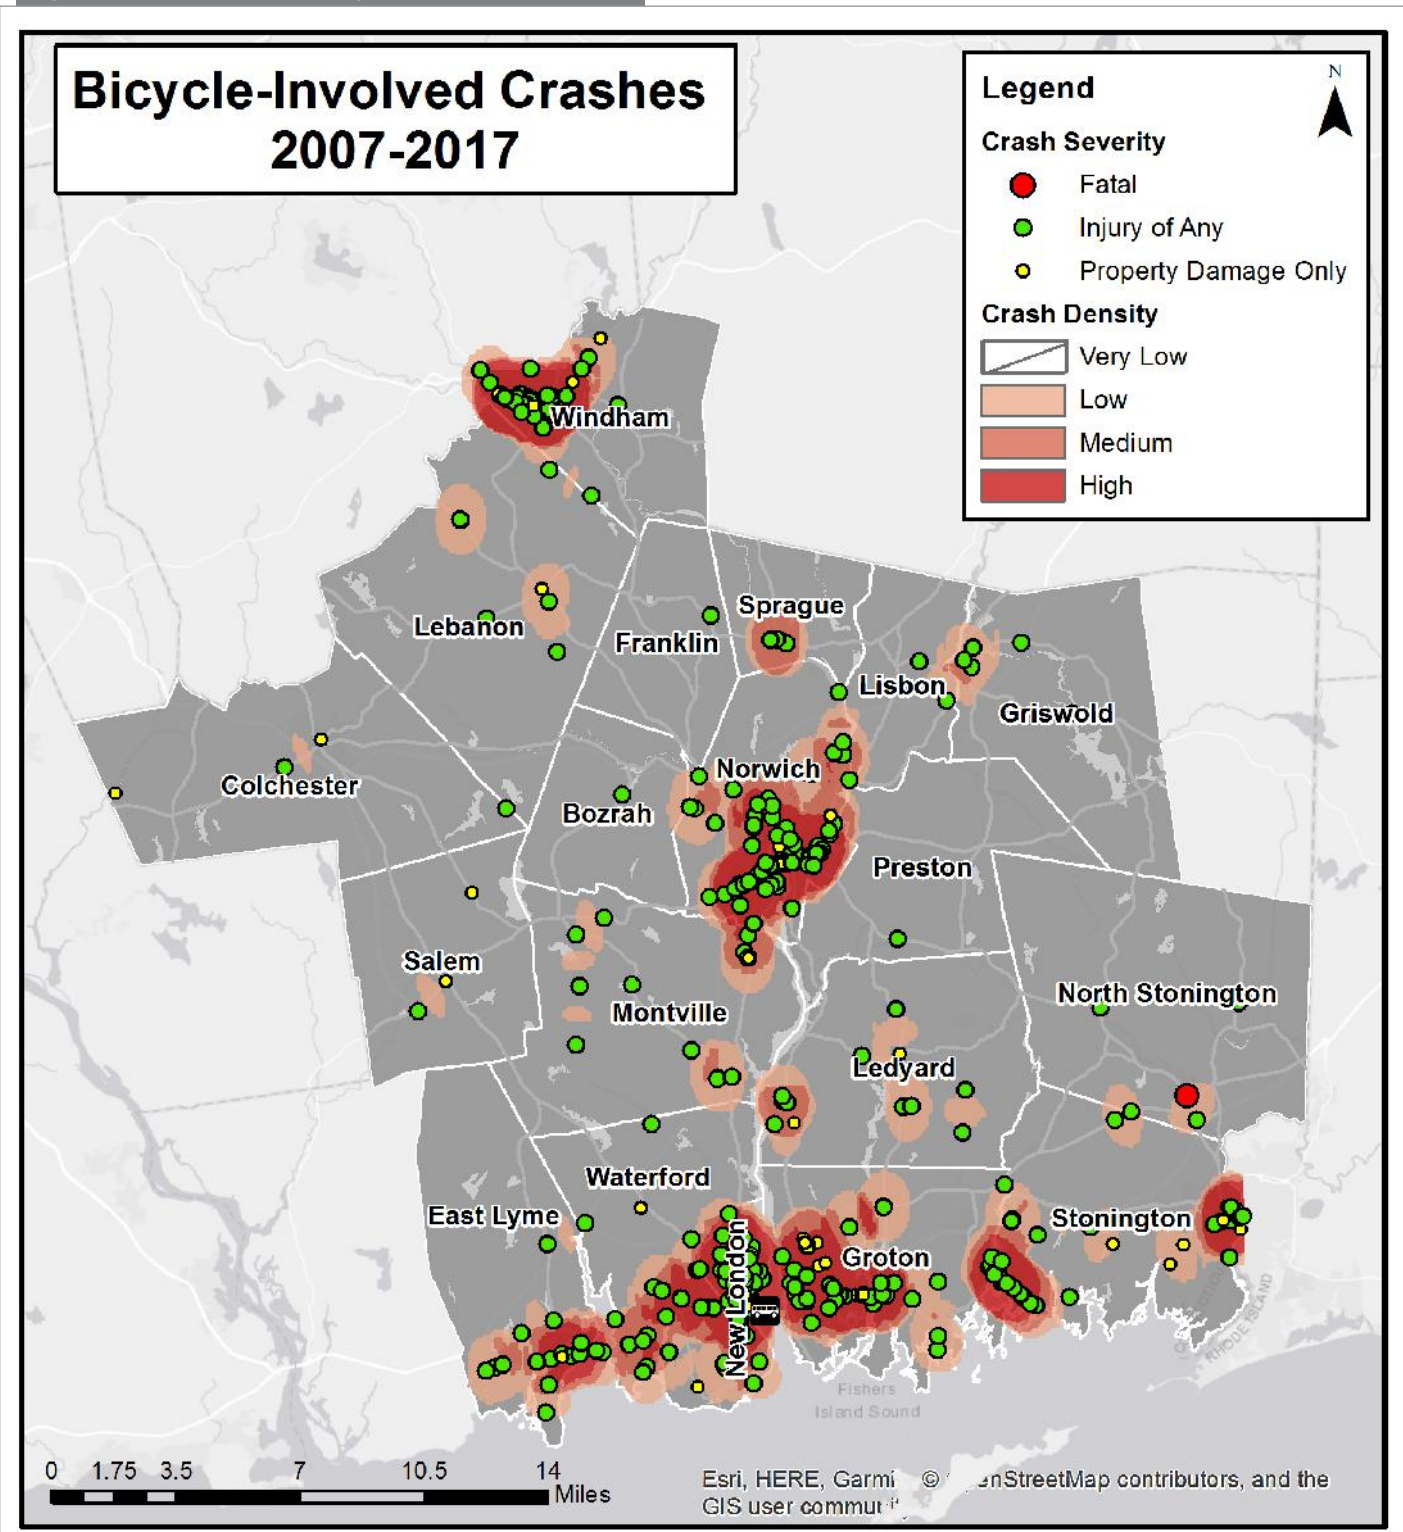 Bicycle-Involved Crashes
2007-2017
N
Legend
Crash Severity
Fatal
Injury of Any
Property Damage Only
Crash Density
Very Low
Low
Medium
High
Windham
Sprague
Lebanon
Franklin
Lisbon
Griswold
Norwich
Colchester
Bozrah
Preston
Salem
North Stonington
Montville
Ledyard
Waterford
East Lyme
Stonington
New London
Groton
RHODE ISLAND
Fishers
Island Sound
0 1.75 3.5 7 10.5 14
Miles
Esri, HERE, Garmi © enStreetMap contributors, and the
GIS user